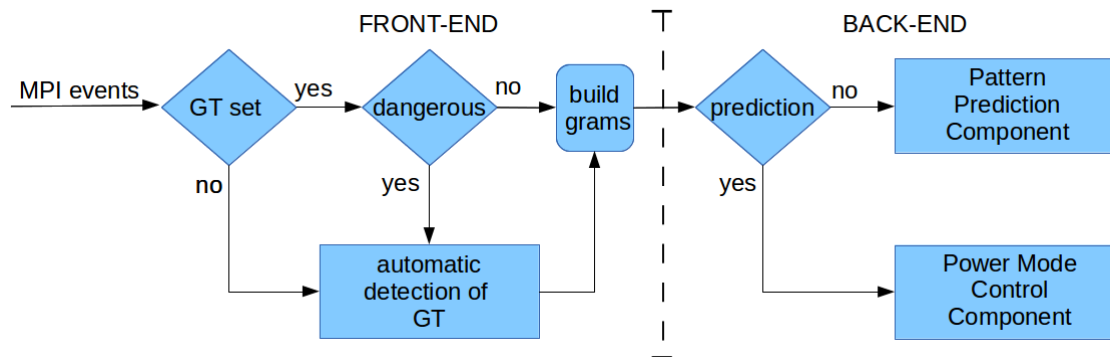 FRONT-END
BACK-END
MPI events
GT set
yes
dangerous
no
build
grams
prediction
no
Pattern
Prediction
Component
no
yes
yes
automatic
detection of
GT
Power Mode
Control
Component